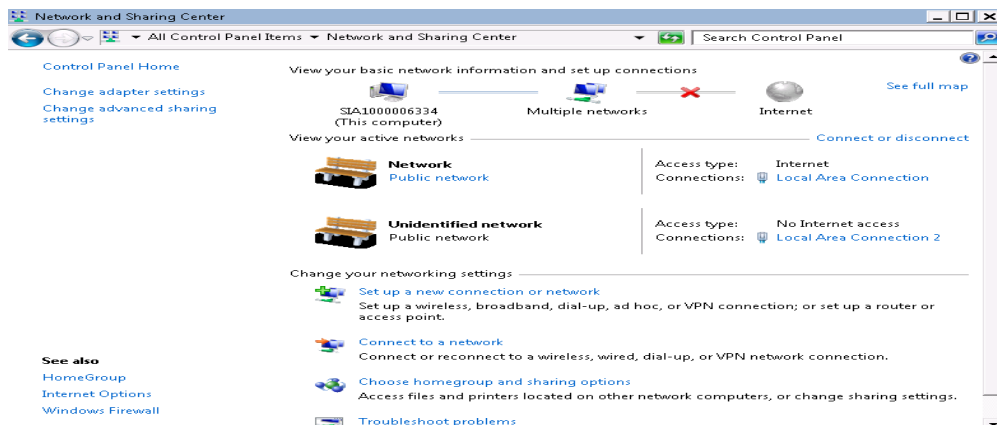 Network and Sharing Center
All Control Panel Items Network and Sharing Center Search Control Panel
Control Panel Home
Change adapter settings
Change advanced sharing
settings
View your basic network information and set up connections
See full map
SIA1000006334
(This computer)
Multiple networks
Internet
View your active networks
Connect or disconnect
Network
Public network
Access type: Internet
Connections: Local Area Connection
Unidentified network
Public network
Access type: No Internet access
Connections: Local Area Connection 2
Change your networking settings
Set up a new connection or network
Set up a wireless, broadband, dial-up, ad hoc, or VPN connection; or set up a router or
access point.
Connect to a network
Connect or reconnect to a wireless, wired, dial-up, or VPN network connection.
Choose homegroup and sharing options
Access files and printers located on other network computers, or change sharing settings.
Troubleshoot problems
See also
HomeGroup
Internet Options
Windows Firewall